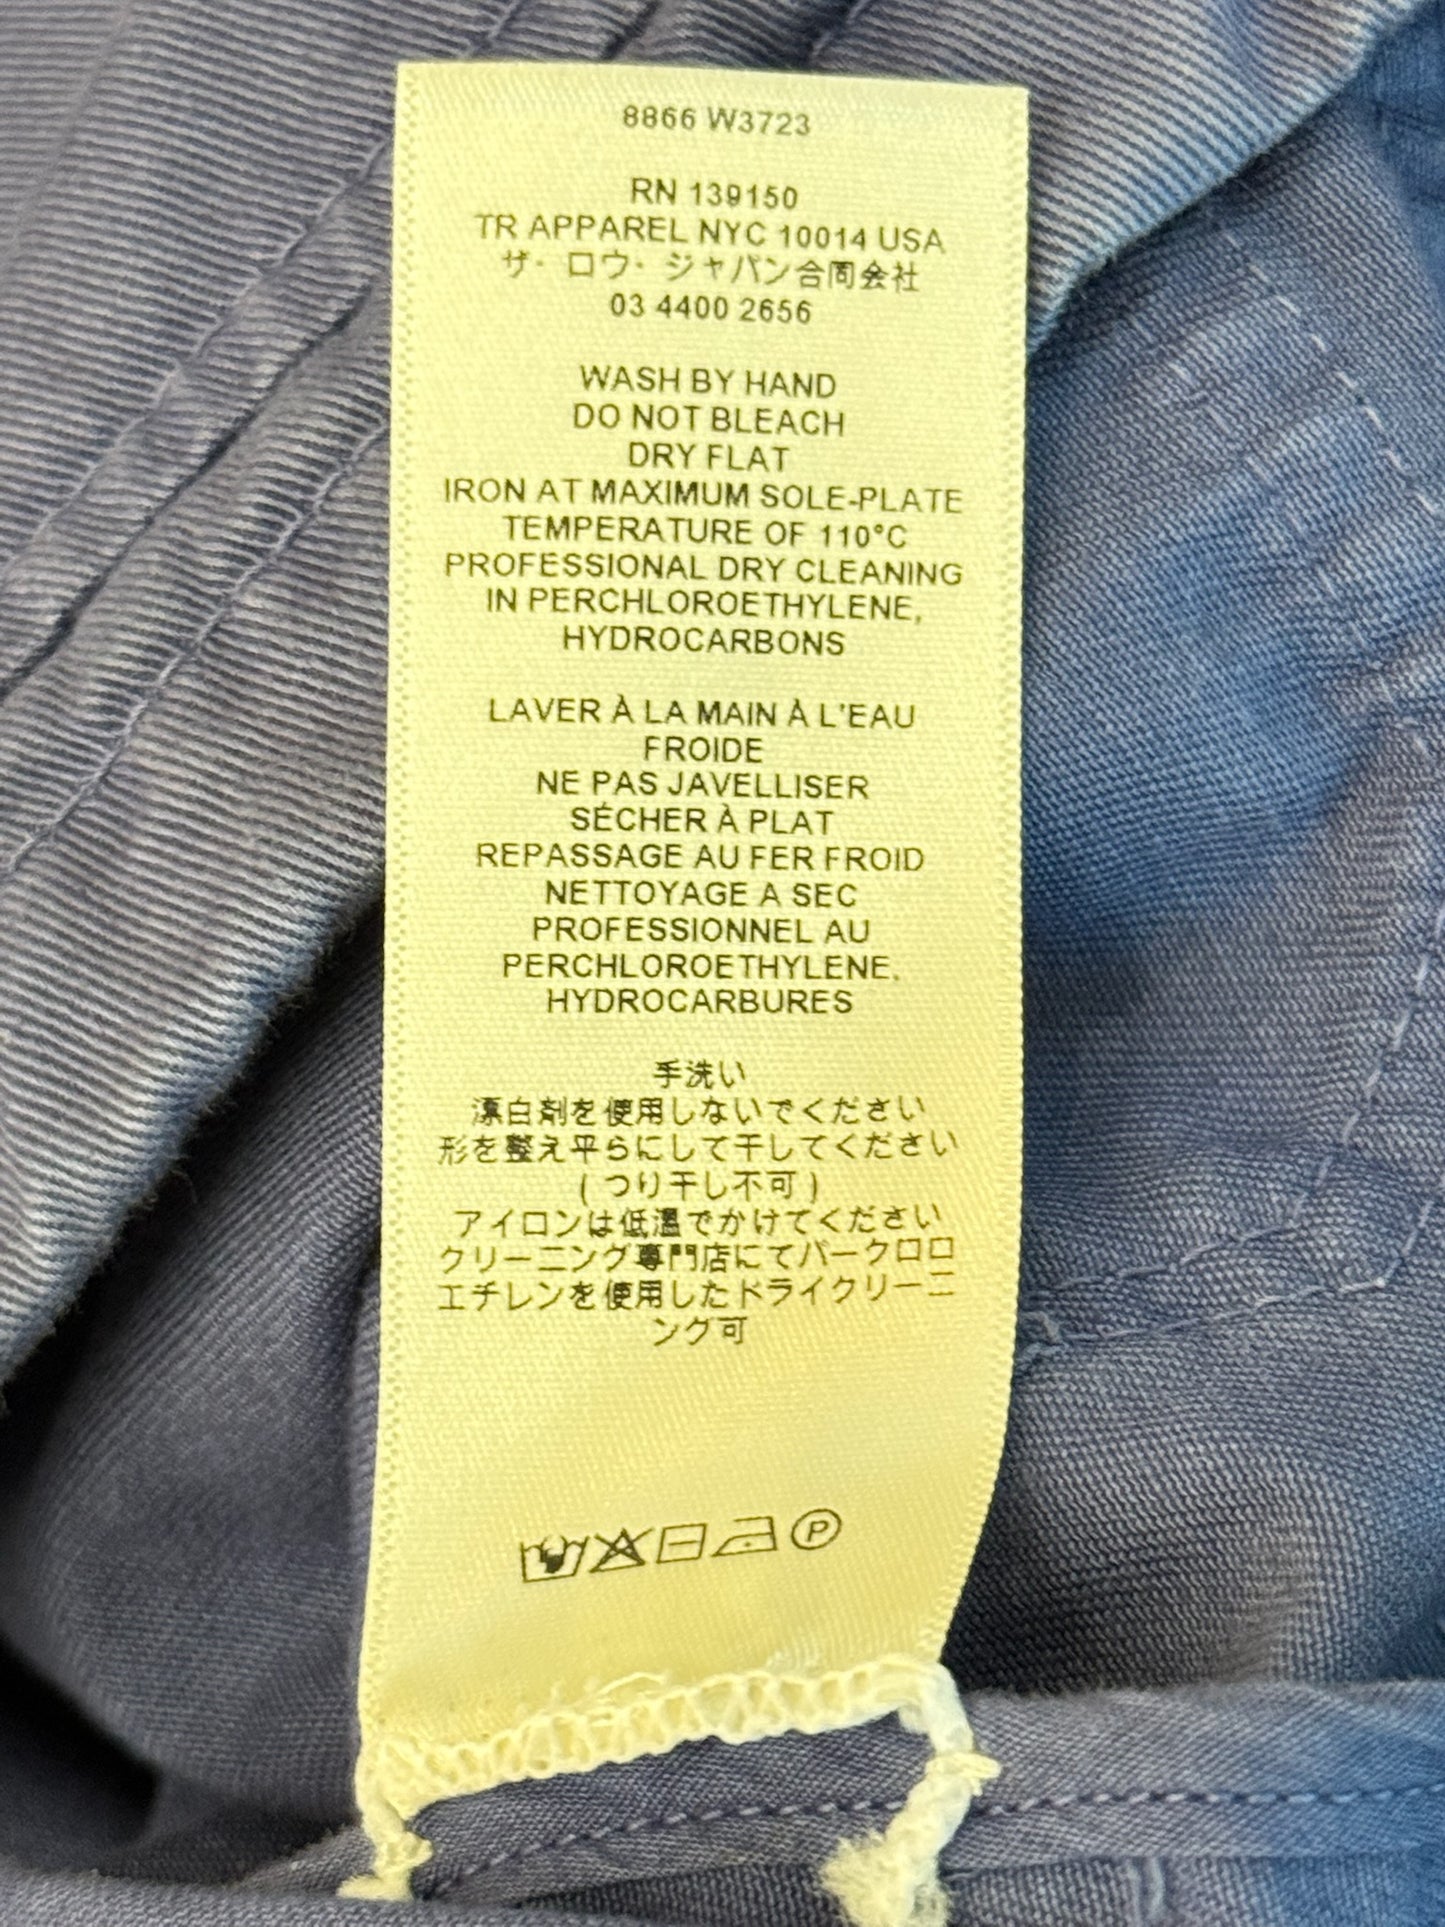 8866 W3723
RN 139150
TR APPAREL NYC 10014 USA
ザ・ロウ・ジャパン合同会社
03 4400 2656
WASH BY HAND
DO NOT BLEACH
DRY FLAT
IRON AT MAXIMUM SOLE-PLATE
TEMPERATURE OF 110°C
PROFESSIONAL DRY CLEANING
IN PERCHLOROETHYLENE,
HYDROCARBONS
LAVER À LA MAIN À L'EAU
FROIDE
NE PAS JAVELLISER
SÉCHER À PLAT
REPASSAGE AU FER FROID
NETTOYAGE A SEC
PROFESSIONNEL AU
PERCHLOROETHYLENE,
HYDROCARBURES
手洗い
漂白剤を使用しないでください
形を整え平らにして干してください
(つり干し不可)
アイロンは低温でかけてください
クリーニング専門店にてパークロロ
エチレンを使用したドライクリーニ
ング可
P